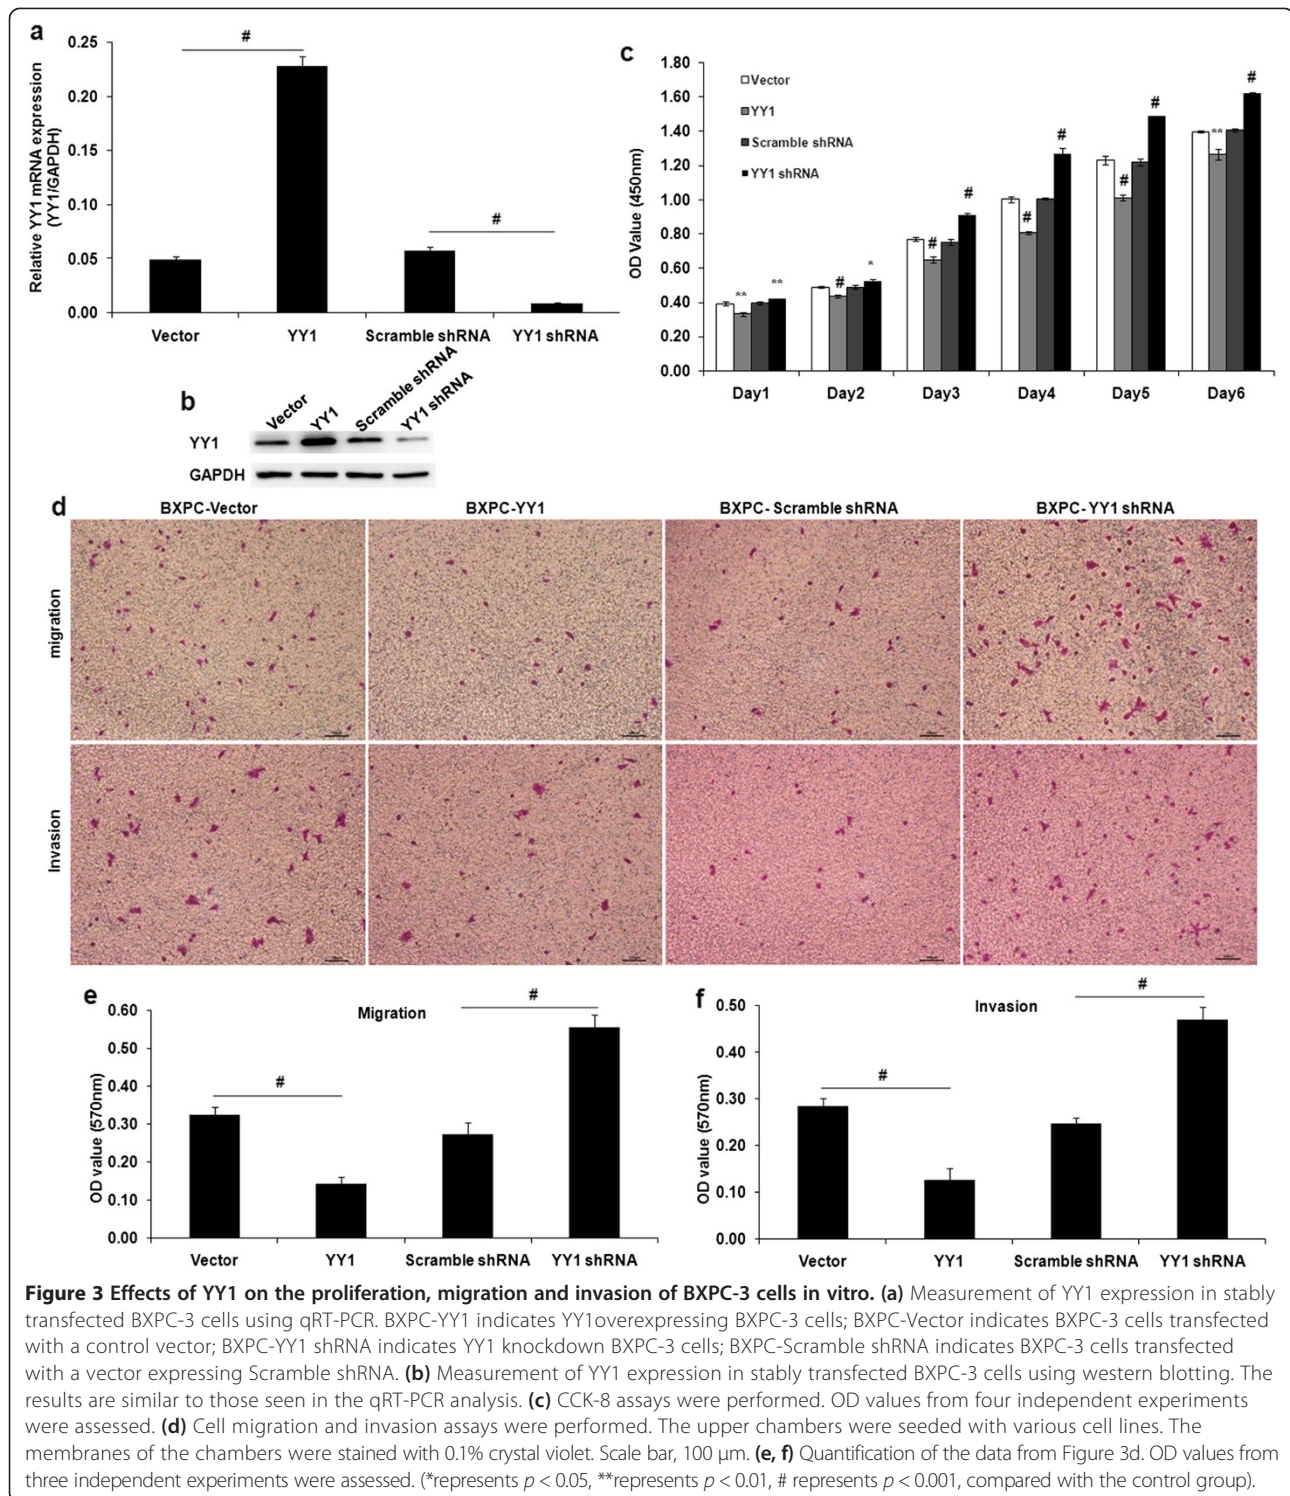 a
#
0.25
0.20
0.15
0.10
0.05
0.00
Relative YY1 mRNA expression
(YY1/GAPDH)
#
Vector YY1 Scramble shRNA YY1 shRNA
c
1.80
1.60
1.40
1.20
1.00
0.80
0.60
0.40
0.20
0.00
OD Value (450nm)
Vector
YY1
Scramble shRNA
YY1 shRNA
** **
# *
# #
# #
# #
** #
Day1 Day2 Day3 Day4 Day5 Day6
b
Vector YY1 Scramble shRNA YY1 shRNA
YY1
GAPDH
d
BXPC-Vector BXPC-YY1 BXPC- Scramble shRNA BXPC- YY1 shRNA
migration
Invasion
e
Migration
0.60
0.50
0.40
0.30
0.20
0.10
0.00
OD value (570nm)
#
#
Vector YY1 Scramble shRNA YY1 shRNA
f
Invasion
0.50
0.40
0.30
0.20
0.10
0.00
OD value (570nm)
#
#
Vector YY1 Scramble shRNA YY1 shRNA
Figure 3 Effects of YY1 on the proliferation, migration and invasion of BXPC-3 cells in vitro. (a) Measurement of YY1 expression in stably
transfected BXPC-3 cells using qRT-PCR. BXPC-YY1 indicates YY1overexpressing BXPC-3 cells; BXPC-Vector indicates BXPC-3 cells transfected
with a control vector; BXPC-YY1 shRNA indicates YY1 knockdown BXPC-3 cells; BXPC-Scramble shRNA indicates BXPC-3 cells transfected
with a vector expressing Scramble shRNA. (b) Measurement of YY1 expression in stably transfected BXPC-3 cells using western blotting. The
results are similar to those seen in the qRT-PCR analysis. (c) CCK-8 assays were performed. OD values from four independent experiments
were assessed. (d) Cell migration and invasion assays were performed. The upper chambers were seeded with various cell lines. The
membranes of the chambers were stained with 0.1% crystal violet. Scale bar, 100 μm. (e, f) Quantification of the data from Figure 3d. OD values from
three independent experiments were assessed. (*represents p < 0.05, **represents p < 0.01, # represents p < 0.001, compared with the control group).